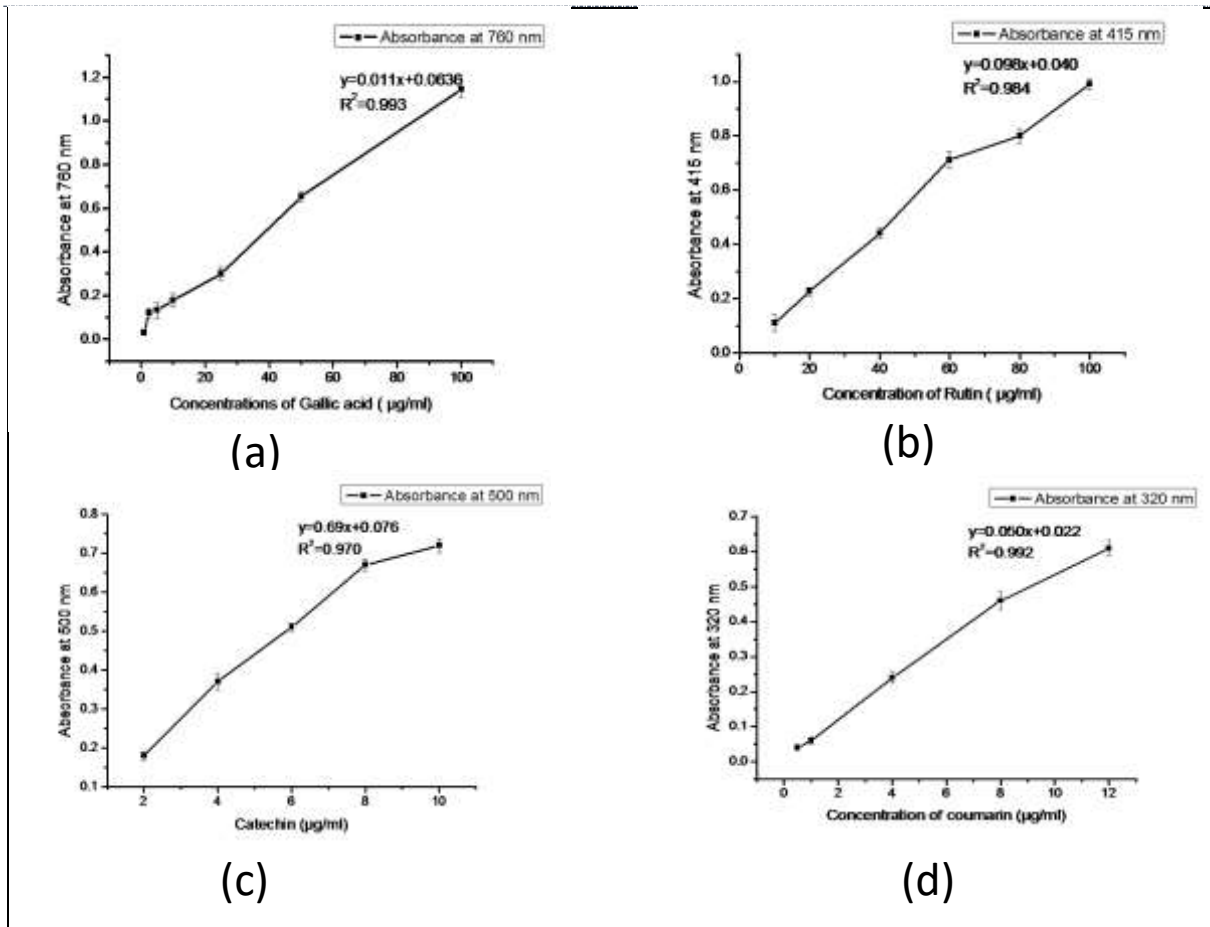 Absorbance at 760 nm
y=0.011x+0.0636
R²=0.993
Absorbance at 760 nm
1.2
1.0
0.8
0.6
0.4
0.2
0.0
0 20 40 60 80 100
Concentrations of Gallic acid ( µg/ml)
(a)
Absorbance at 415 nm
y=0.098x+0.040
R²=0.984
Absorbance at 415 nm
1.0
0.8
0.6
0.4
0.2
0.0
0 20 40 60 80 100
Concentration of Rutin ( µg/ml)
(b)
Absorbance at 500 nm
y=0.69x+0.076
R²=0.970
Absorbance at 500 nm
0.8
0.7
0.6
0.5
0.4
0.3
0.2
0.1
2 4 6 8 10
Catechin (µg/ml)
(c)
Absorbance at 320 nm
y=0.050x+0.022
R²=0.992
Absorbance at 320 nm
0.7
0.6
0.5
0.4
0.3
0.2
0.1
0.0
0 2 4 6 8 10 12
Concentration of coumarin (µg/ml)
(d)